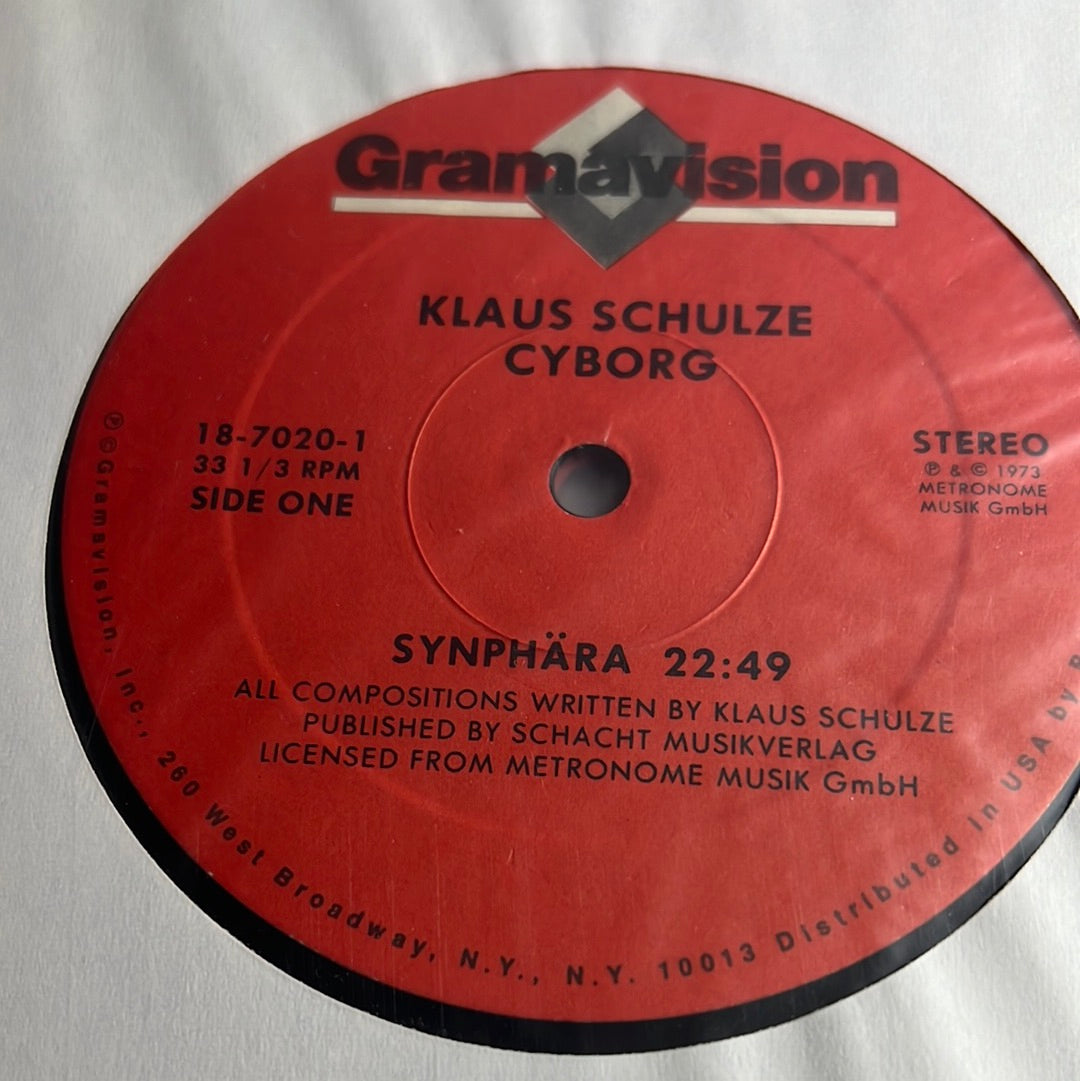 Gramavision
KLAUS SCHULZE
CYBORG
18-7020-1
33 1/3 RPM
SIDE ONE
STEREO
℗ & © 1973
METRONOME
MUSIK GmbH
SYNPHÄRA 22:49
ALL COMPOSITIONS WRITTEN BY KLAUS SCHULZE
PUBLISHED BY SCHACHT MUSIKVERLAG
LICENSED FROM METRONOME MUSIK GmbH
℗ © Gramavision, Inc., 260 West Broadway, N.Y., N.Y. 10013 Distributed in USA by